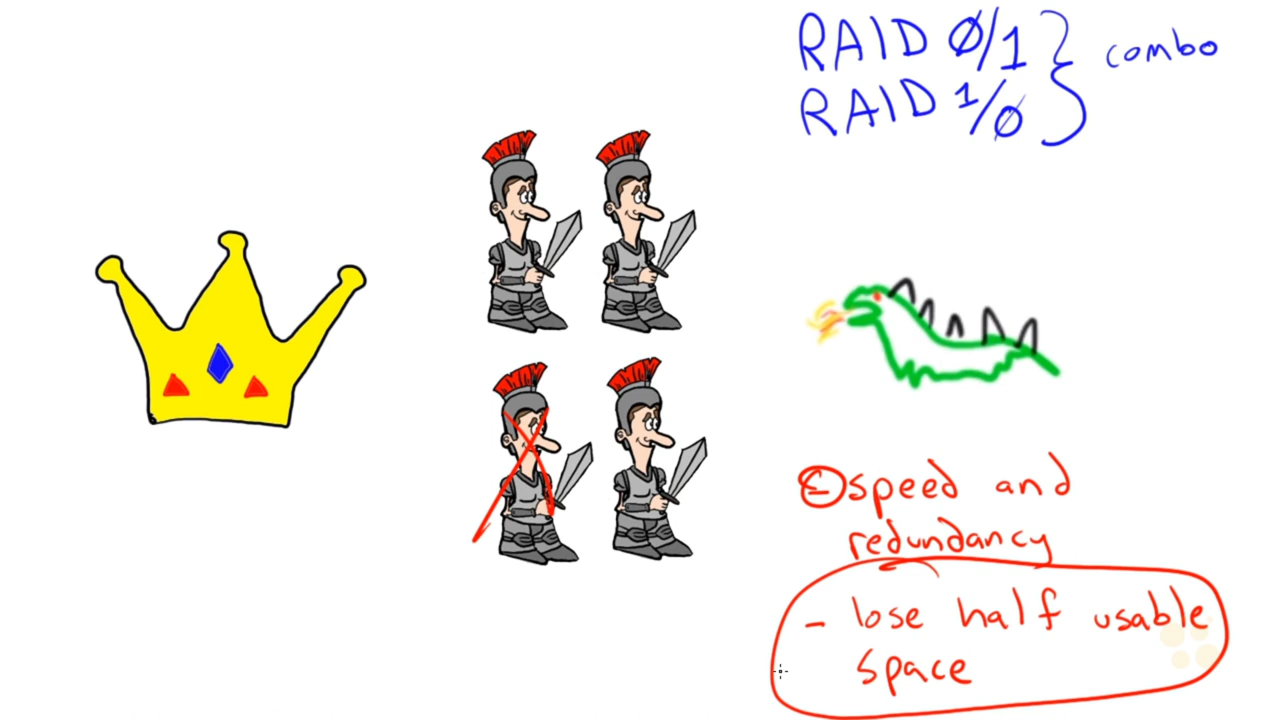 RAID 0/1 } combo
RAID 1/0
speed and
redundancy
- lose half usable
space